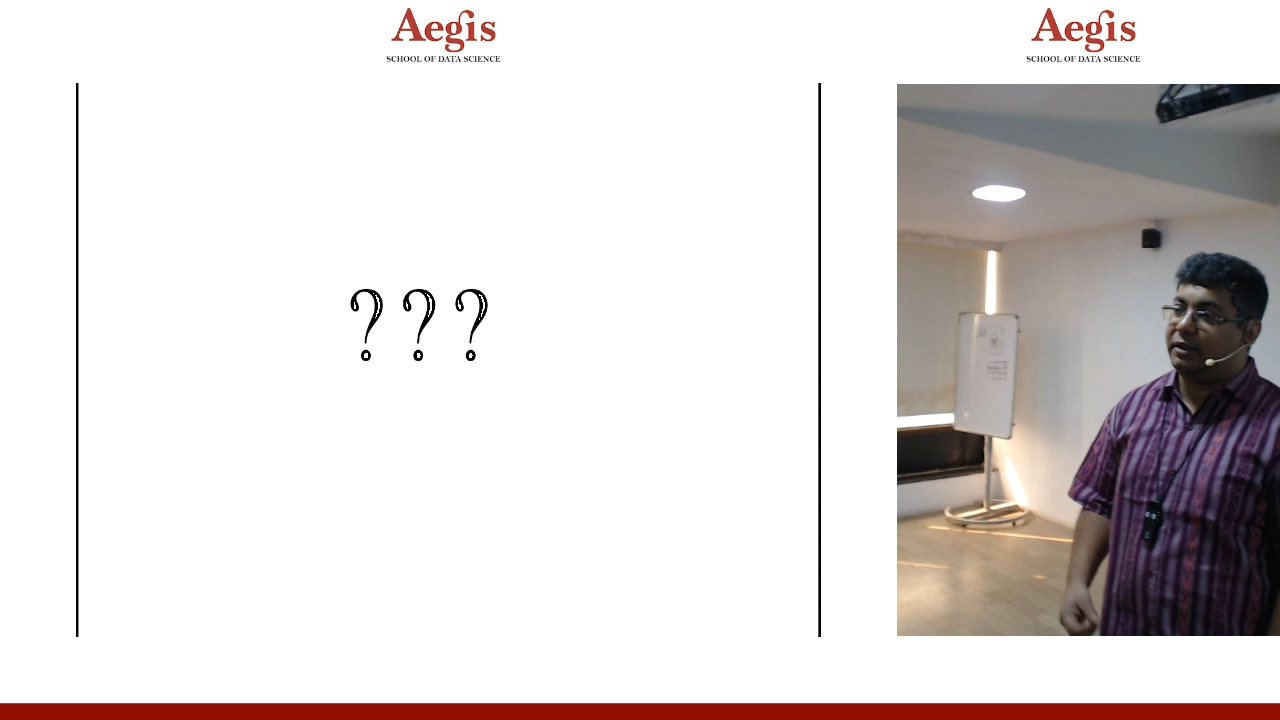 Aegis
SCHOOL OF DATA SCIENCE
Aegis
SCHOOL OF DATA SCIENCE
? ? ?